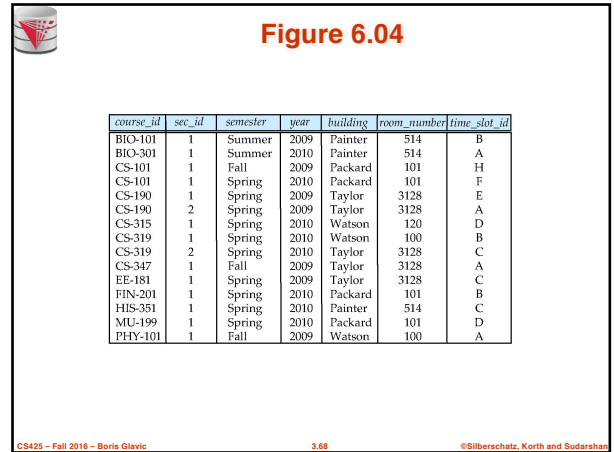 Figure 6.04
course_id sec_id semester year building room_number time_slot_id
BIO-101 1 Summer 2009 Painter 514 B
BIO-301 1 Summer 2010 Painter 514 A
CS-101 1 Fall 2009 Packard 101 H
CS-101 1 Spring 2010 Packard 101 F
CS-190 1 Spring 2009 Taylor 3128 E
CS-190 2 Spring 2009 Taylor 3128 A
CS-315 1 Spring 2010 Watson 120 D
CS-319 1 Spring 2010 Watson 100 B
CS-319 2 Spring 2010 Taylor 3128 C
CS-347 1 Fall 2009 Taylor 3128 A
EE-181 1 Spring 2009 Taylor 3128 C
FIN-201 1 Spring 2010 Packard 101 B
HIS-351 1 Spring 2010 Painter 514 C
MU-199 1 Spring 2010 Packard 101 D
PHY-101 1 Fall 2009 Watson 100 A
CS425 – Fall 2016 – Boris Glavic 3.68 ©Silberschatz, Korth and Sudarshan